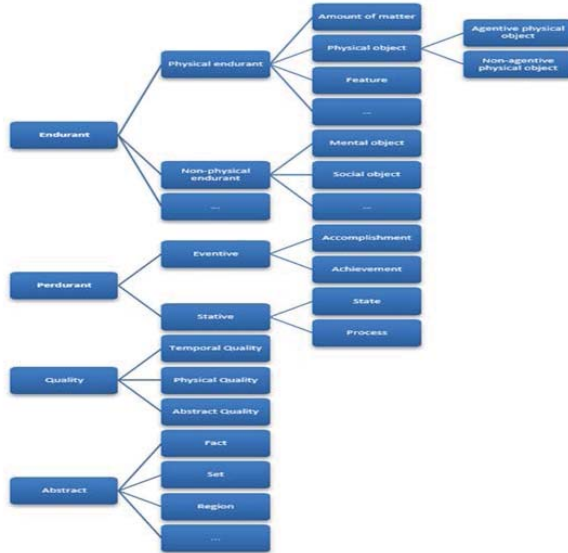 Amount of matter
Agentive physical
object
Physical endurant
Physical object
Non-agentive
physical object
Feature
...
Endurant
Mental object
Non-physical
endurant
Social object
...
...
Accomplishment
Eventive
Achievement
Perdurant
State
Stative
Process
Temporal Quality
Quality
Physical Quality
Abstract Quality
Fact
Set
Abstract
Region
...